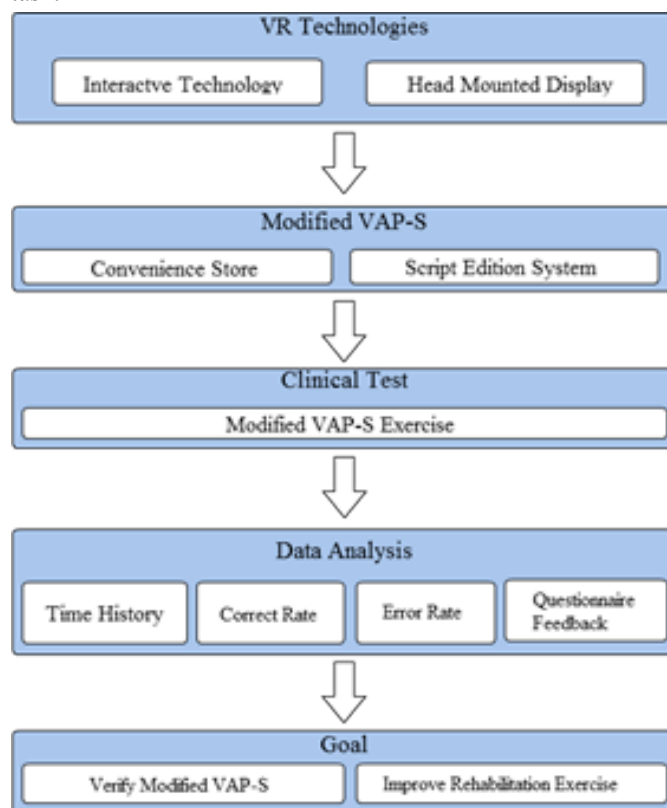 VR Technologies
Interactve Technology
Head Mounted Display
Modified VAP-S
Convenience Store
Script Edition System
Clinical Test
Modified VAP-S Exercise
Data Analysis
Time History
Correct Rate
Error Rate
Questionnaire
Feedback
Goal
Verify Modified VAP-S
Improve Rehabilitation Exercise